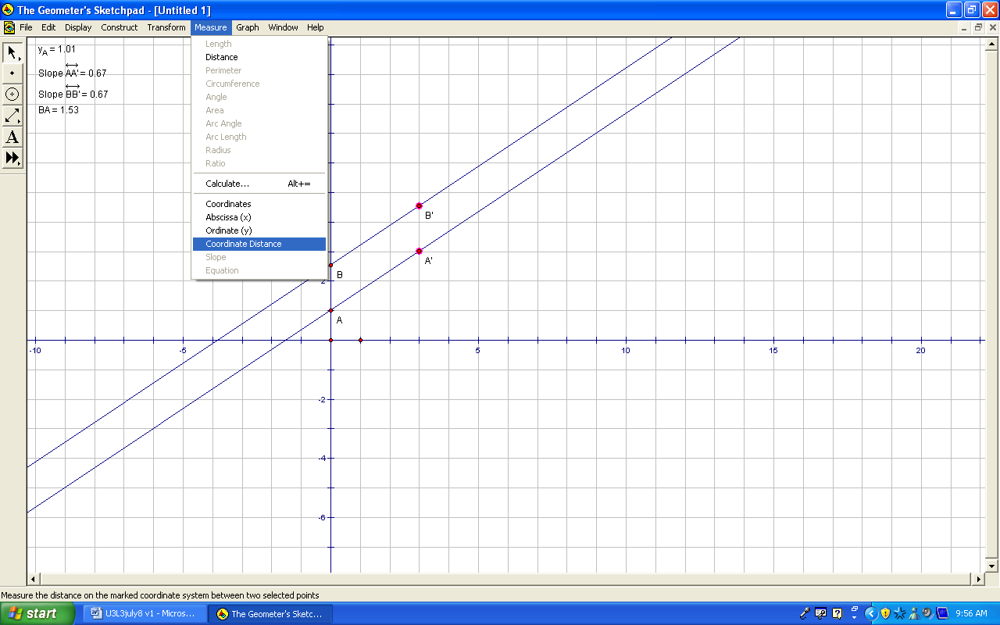 The Geometer's Sketchpad - [Untitled 1]
File Edit Display Construct Transform Measure Graph Window Help
yA = 1.01
Slope AA' = 0.67
Slope BB' = 0.67
BA = 1.53
Length
Distance
Perimeter
Circumference
Angle
Area
Arc Angle
Arc Length
Radius
Ratio
Calculate... Alt+=
Coordinates
Abscissa (x)
Ordinate (y)
Coordinate Distance
Slope
Equation
B'
A'
B
2
A
-10 -5 5 10 15 20
-2
-4
-6
A
Measure the distance on the marked coordinate system between two selected points
start U3L3july8 v1 - Micros... The Geometer's Sketc... 9:56 AM